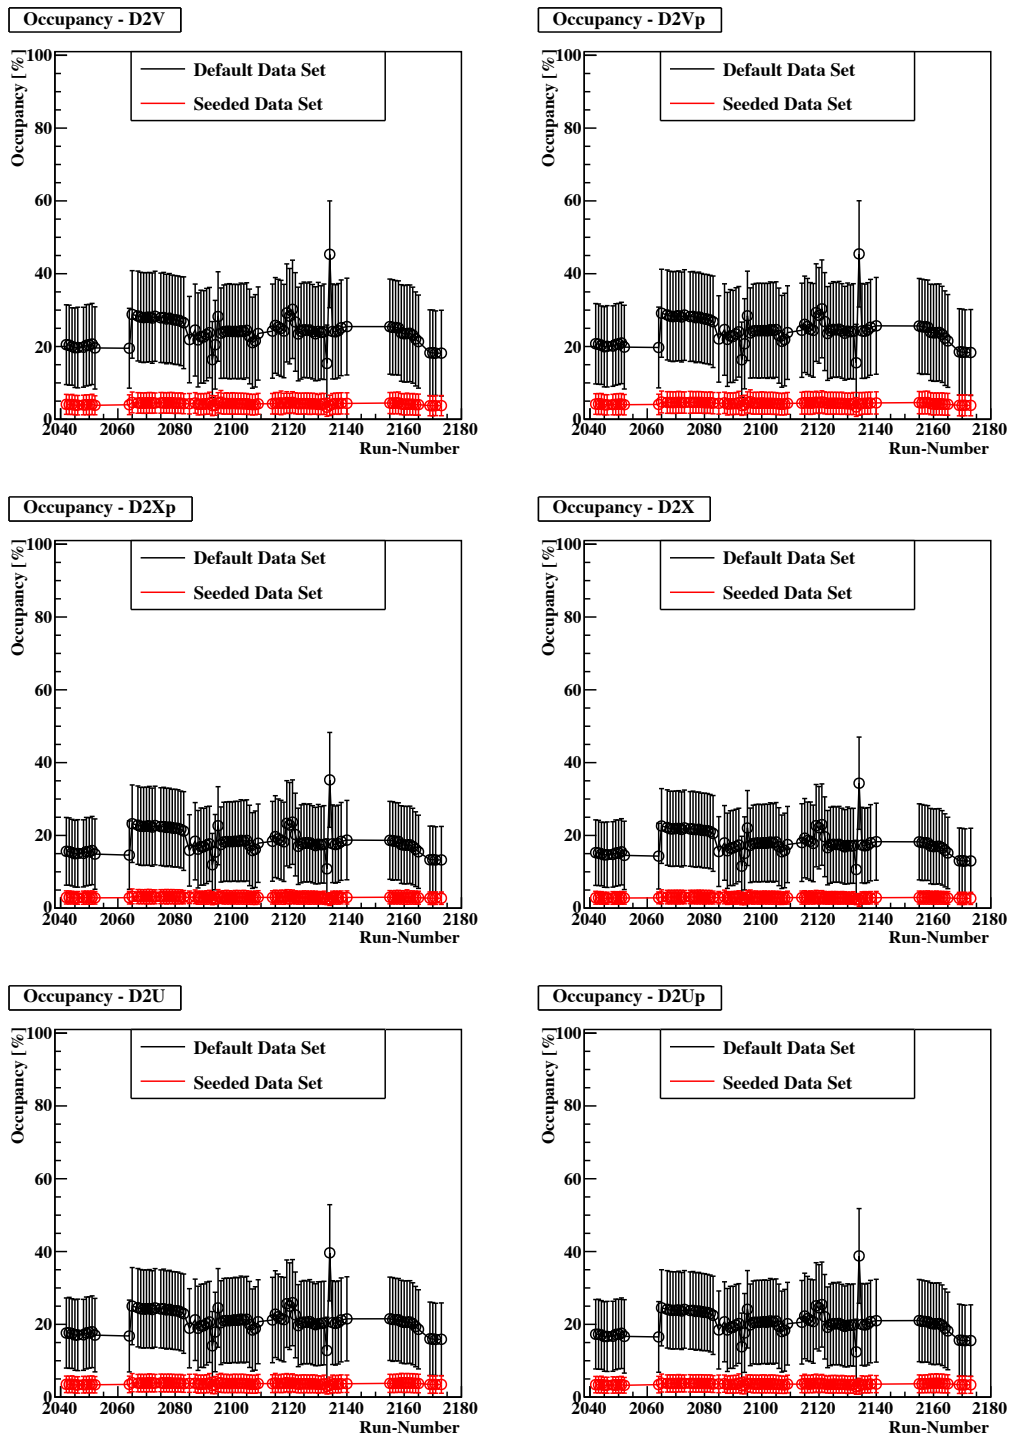 Occupancy - D2V
Occupancy [%]
100
80
60
40
20
0
Default Data Set
Seeded Data Set
2040 2060 2080 2100 2120 2140 2160 2180
Run-Number
Occupancy - D2Vp
Occupancy [%]
100
80
60
40
20
0
Default Data Set
Seeded Data Set
2040 2060 2080 2100 2120 2140 2160 2180
Run-Number
Occupancy - D2Xp
Occupancy [%]
100
80
60
40
20
0
Default Data Set
Seeded Data Set
2040 2060 2080 2100 2120 2140 2160 2180
Run-Number
Occupancy - D2X
Occupancy [%]
100
80
60
40
20
0
Default Data Set
Seeded Data Set
2040 2060 2080 2100 2120 2140 2160 2180
Run-Number
Occupancy - D2U
Occupancy [%]
100
80
60
40
20
0
Default Data Set
Seeded Data Set
2040 2060 2080 2100 2120 2140 2160 2180
Run-Number
Occupancy - D2Up
Occupancy [%]
100
80
60
40
20
0
Default Data Set
Seeded Data Set
2040 2060 2080 2100 2120 2140 2160 2180
Run-Number